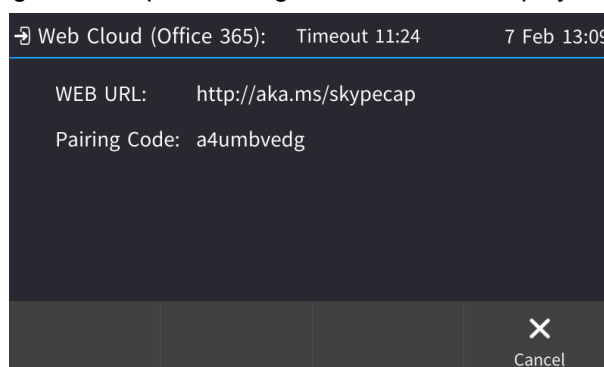 Web Cloud (Office 365): Timeout 11:24 7 Feb 13:09
WEB URL: http://aka.ms/skypecap
Pairing Code: a4umbvedg
Cancel